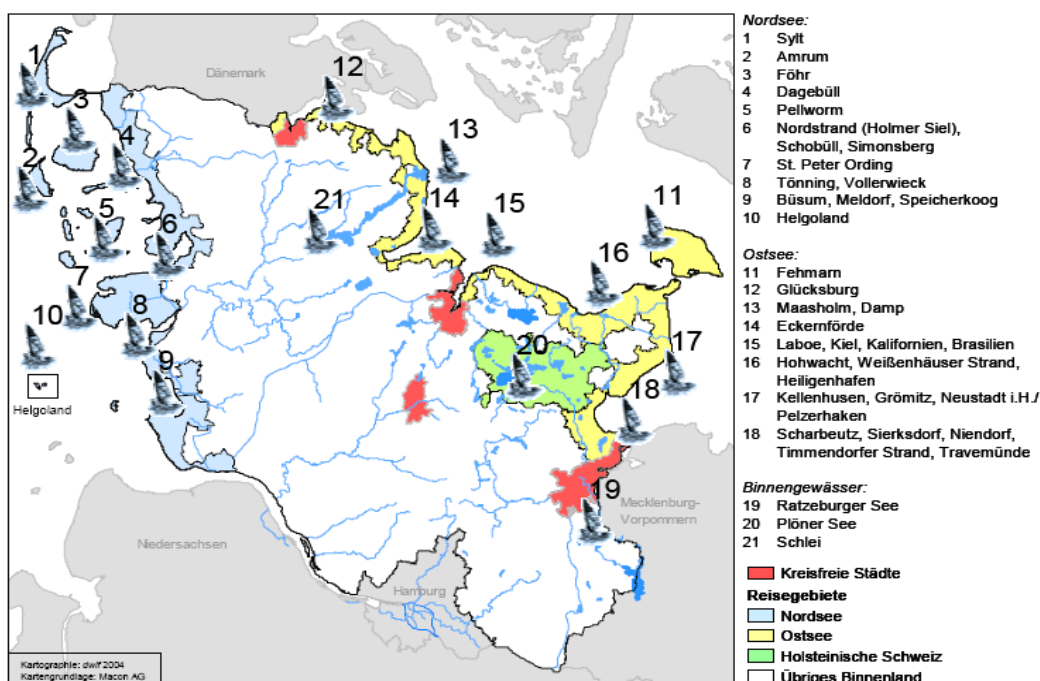 1
12
Dänemark
3
13
4
2
11
21
14
15
5
6
16
7
10
8
17
20
9
18
Helgoland
19
Mecklenburg-
Vorpommern
Niedersachsen
Hamburg
Kartographie: dwif 2004
Kartengrundlage: Macon AG
Nordsee:
1 Sylt
2 Amrum
3 Föhr
4 Dagebüll
5 Pellworm
6 Nordstrand (Holmer Siel),
Schobüll, Simonsberg
7 St. Peter Ording
8 Tönning, Vollerwieck
9 Büsum, Meldorf, Speicherkoog
10 Helgoland
Ostsee:
11 Fehmarn
12 Glücksburg
13 Maasholm, Damp
14 Eckernförde
15 Laboe, Kiel, Kalifornien, Brasilien
16 Hohwacht, Weißenhäuser Strand,
Heiligenhafen
17 Kellenhusen, Grömitz, Neustadt i.H./
Pelzerhaken
18 Scharbeutz, Sierksdorf, Niendorf,
Timmendorfer Strand, Travemünde
Binnengewässer:
19 Ratzeburger See
20 Plöner See
21 Schlei
Kreisfreie Städte
Reisegebiete
Nordsee
Ostsee
Holsteinische Schweiz
Übriges Binnenland